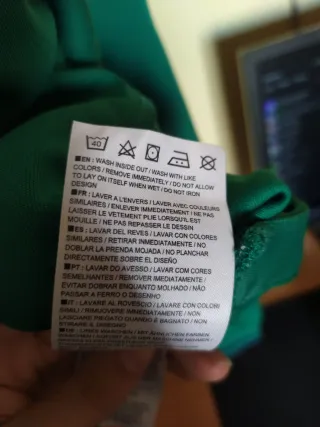 40
■EN : WASH INSIDE OUT / WASH WITH LIKE
COLORS / REMOVE IMMEDIATELY / DO NOT ALLOW
TO LAY ON ITSELF WHEN WET / DO NOT IRON
DESIGN
■FR : LAVER A L'ENVERS / LAVER AVEC COULEURS
SIMILAIRES / ENLEVER IMMEDIATEMENT / NE PAS
LAISSER LE VETEMENT PLIE LORSQU'IL EST
MOUILLE / NE PAS REPASSER LE DESSIN
■ES : LAVAR DEL REVES / LAVAR CON COLORES
SIMILARES / RETIRAR INMEDIATAMENTE / NO
DOBLAR LA PRENDA MOJADA / NO PLANCHAR
DIRECTAMENTE SOBRE EL DISEÑO
■PT : LAVAR DO AVESSO / LAVAR COM CORES
SEMELHANTES / REMOVER IMEDIATAMENTE /
EVITAR DOBRAR ENQUANTO MOLHADO / NÃO
PASSAR A FERRO O DESENHO
■IT : LAVARE AL ROVESCIO / LAVARE CON COLORI
SIMILI / RIMUOVERE IMMEDIATAMENTE / NON
LASCIARE PIEGATO QUANDO È BAGNATO / NON
STIRARE IL DISEGNO